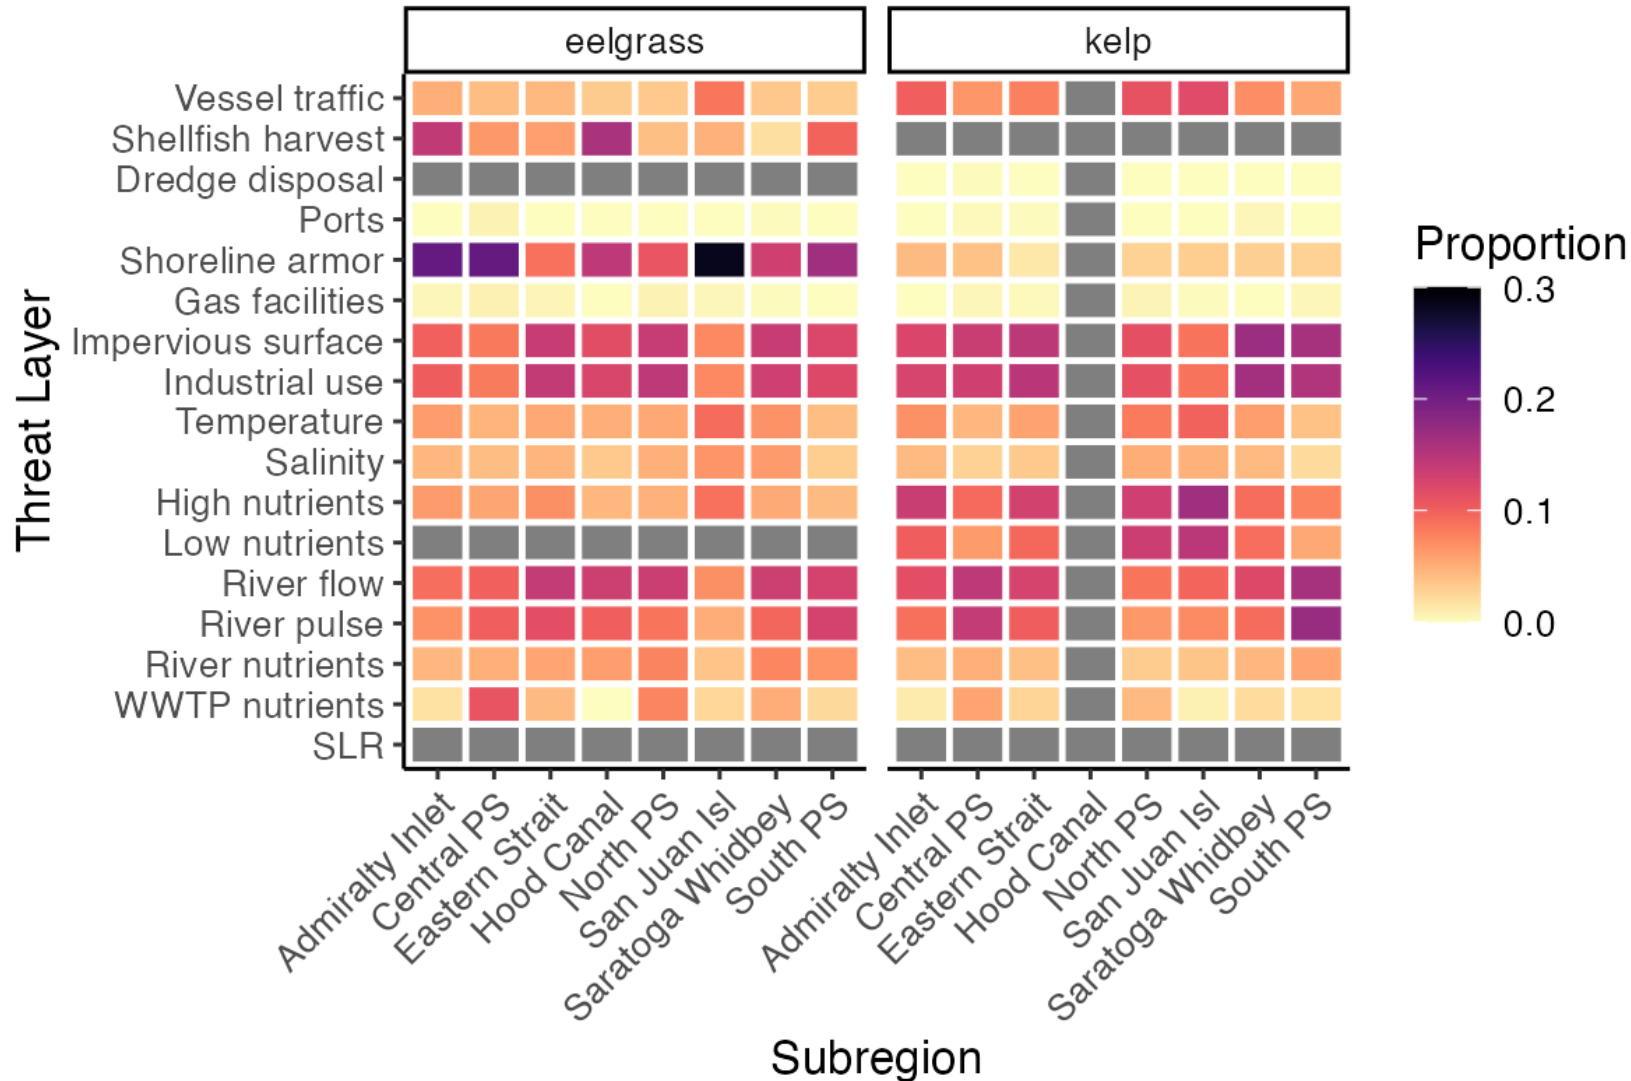 eelgrass
kelp
Vessel traffic
Shellfish harvest
Dredge disposal
Ports
Shoreline armor
Gas facilities
Impervious surface
Industrial use
Temperature
Salinity
High nutrients
Low nutrients
River flow
River pulse
River nutrients
WWTP nutrients
SLR
Threat Layer
Admiralty Inlet
Central PS
Eastern Strait
Hood Canal
North PS
San Juan Isl
Saratoga Whidbey
South PS
Admiralty Inlet
Central PS
Eastern Strait
Hood Canal
North PS
San Juan Isl
Saratoga Whidbey
South PS
Subregion
Proportion
0.3
0.2
0.1
0.0